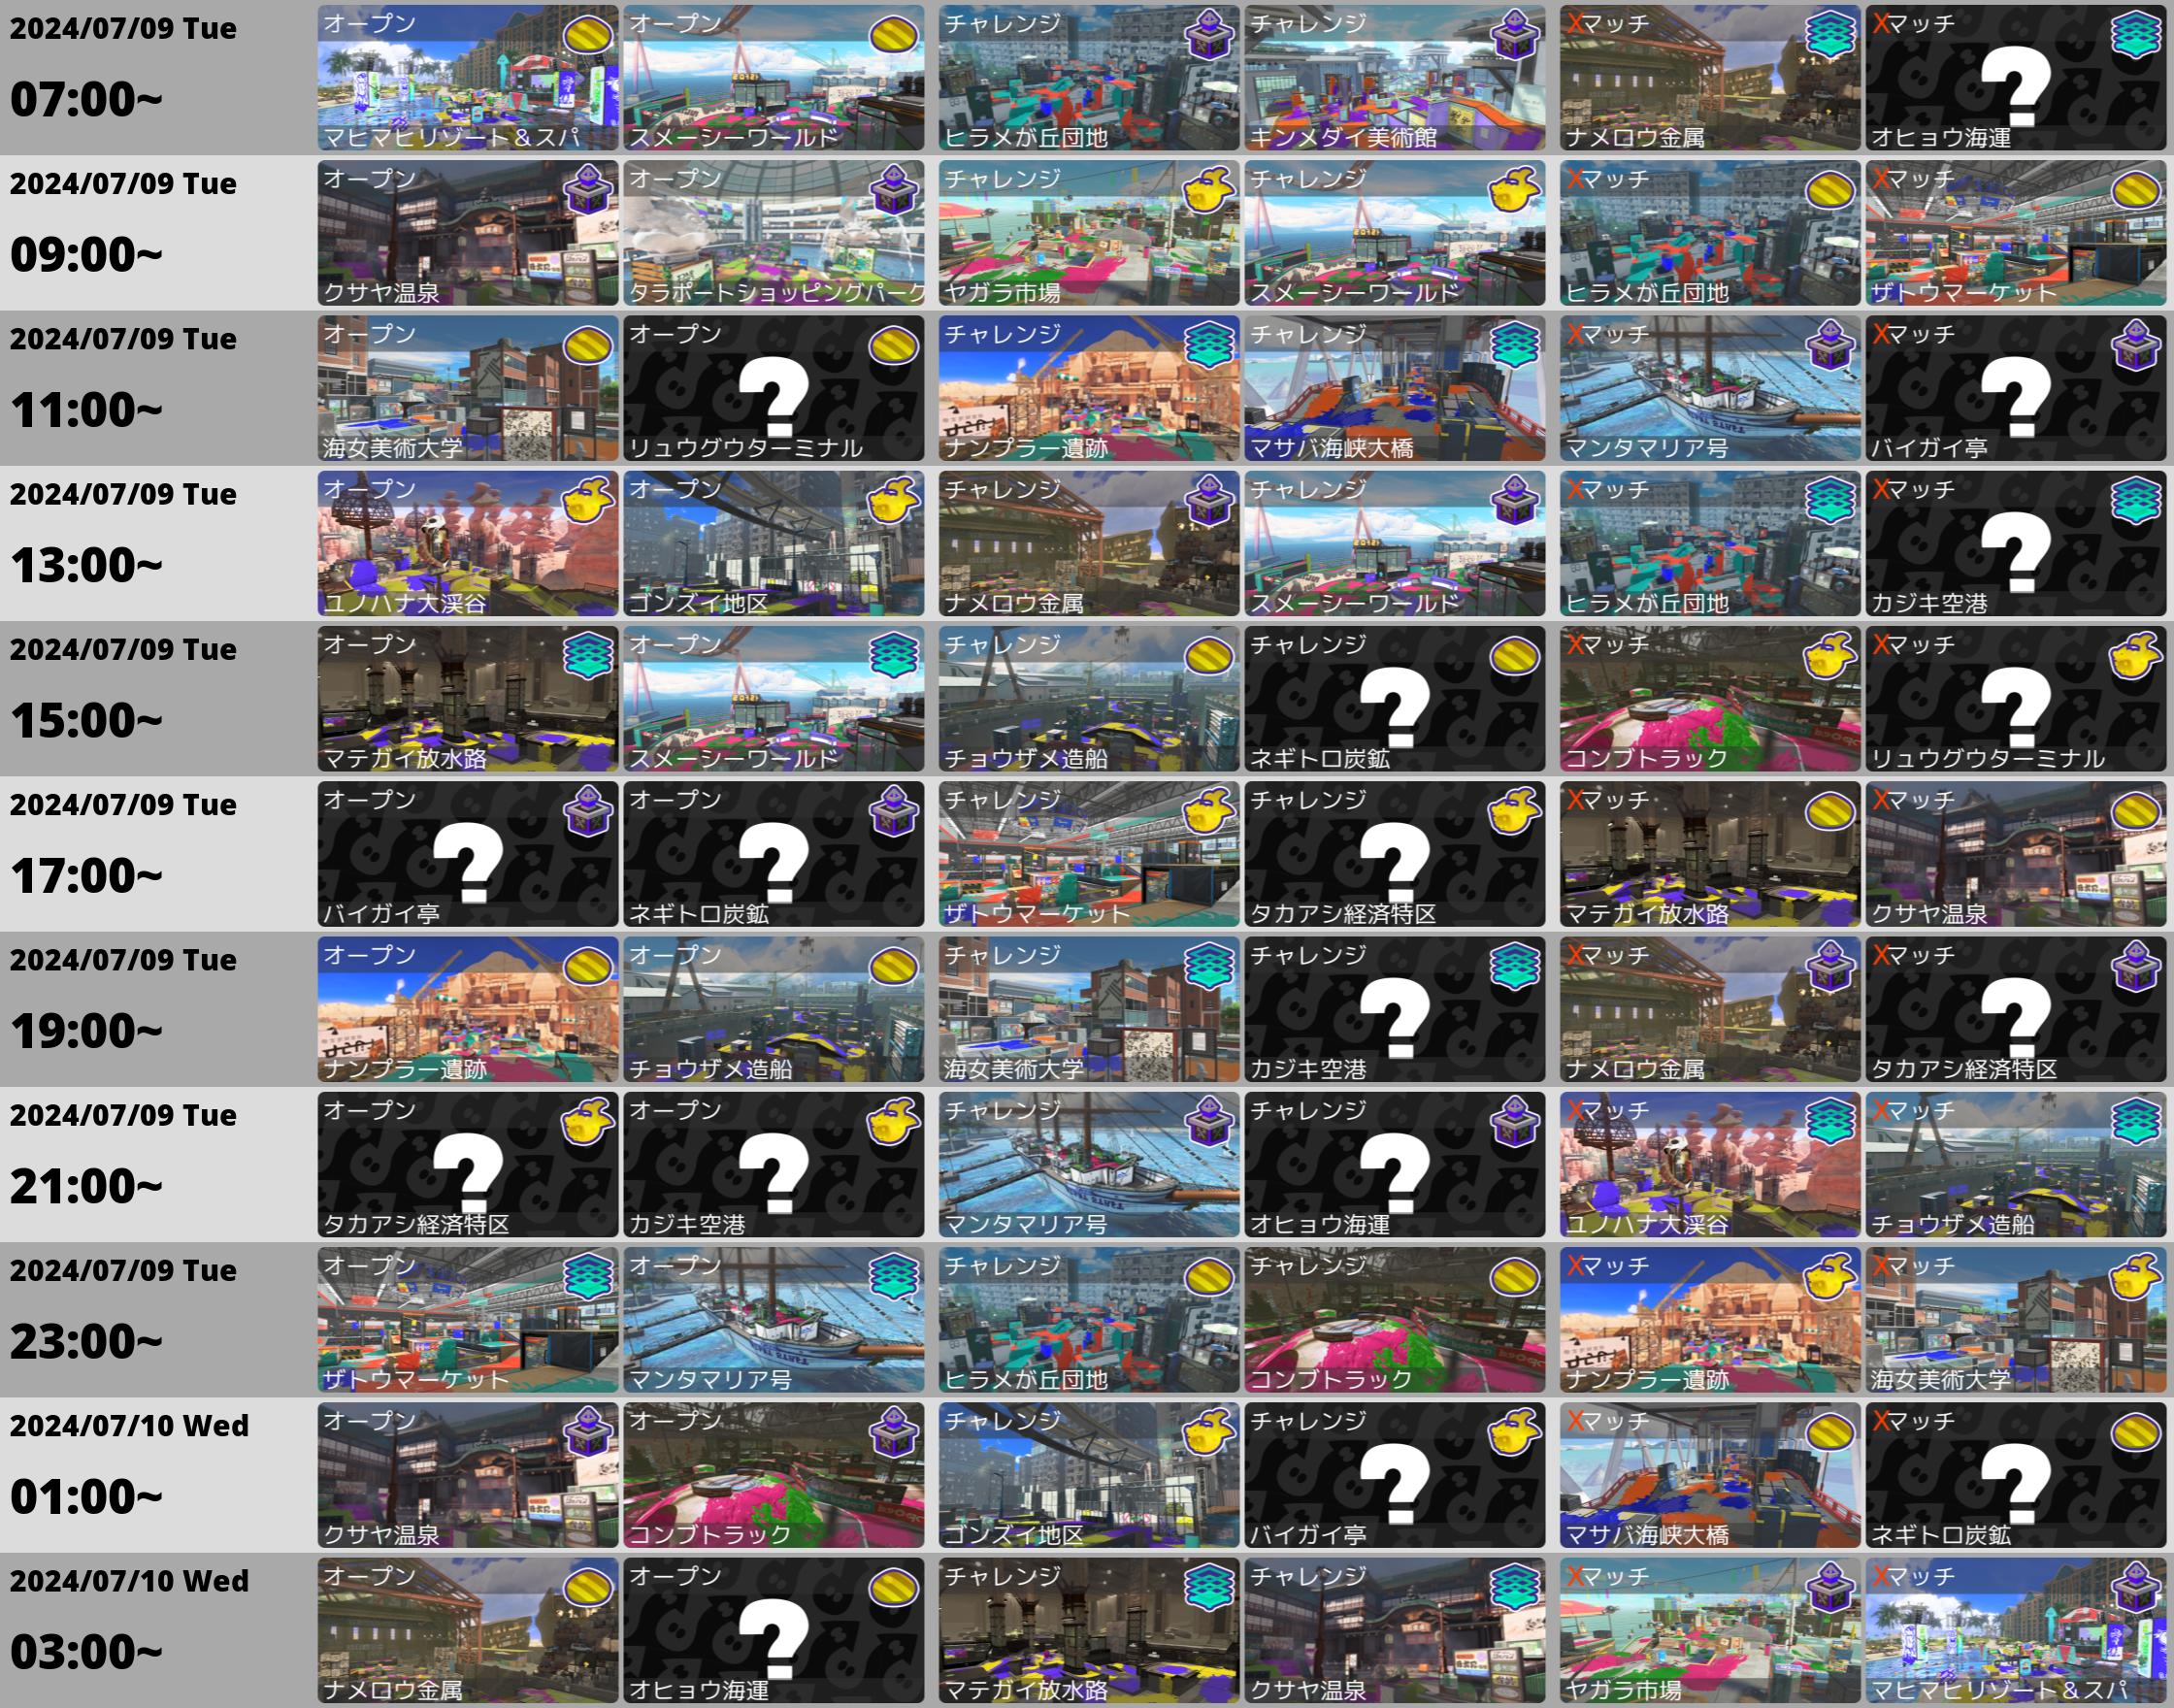 2024/07/09 Tue
07:00~
オープン
マヒマヒリゾート＆スパ
オープン
スメーシーワールド
チャレンジ
ヒラメが丘団地
チャレンジ
キンメダイ美術館
Xマッチ
ナメロウ金属
Xマッチ
オヒョウ海運
2024/07/09 Tue
09:00~
オープン
クサヤ温泉
オープン
タラポートショッピングパーク
チャレンジ
ヤガラ市場
チャレンジ
スメーシーワールド
Xマッチ
ヒラメが丘団地
Xマッチ
ザトウマーケット
2024/07/09 Tue
11:00~
オープン
海女美術大学
オープン
リュウグウターミナル
チャレンジ
ナンプラー遺跡
チャレンジ
マサバ海峡大橋
Xマッチ
マンタマリア号
Xマッチ
バイガイ亭
2024/07/09 Tue
13:00~
オープン
ユノハナ大渓谷
オープン
ゴンズイ地区
チャレンジ
ナメロウ金属
チャレンジ
スメーシーワールド
Xマッチ
ヒラメが丘団地
Xマッチ
カジキ空港
2024/07/09 Tue
15:00~
オープン
マテガイ放水路
オープン
スメーシーワールド
チャレンジ
チョウザメ造船
チャレンジ
ネギトロ炭鉱
Xマッチ
コンブトラック
Xマッチ
リュウグウターミナル
2024/07/09 Tue
17:00~
オープン
バイガイ亭
オープン
ネギトロ炭鉱
チャレンジ
ザトウマーケット
チャレンジ
タカアシ経済特区
Xマッチ
マテガイ放水路
Xマッチ
クサヤ温泉
2024/07/09 Tue
19:00~
オープン
ナンプラー遺跡
オープン
チョウザメ造船
チャレンジ
海女美術大学
チャレンジ
カジキ空港
Xマッチ
ナメロウ金属
Xマッチ
タカアシ経済特区
2024/07/09 Tue
21:00~
オープン
タカアシ経済特区
オープン
カジキ空港
チャレンジ
マンタマリア号
チャレンジ
オヒョウ海運
Xマッチ
ユノハナ大渓谷
Xマッチ
チョウザメ造船
2024/07/09 Tue
23:00~
オープン
ザトウマーケット
オープン
マンタマリア号
チャレンジ
ヒラメが丘団地
チャレンジ
コンブトラック
Xマッチ
ナンプラー遺跡
Xマッチ
海女美術大学
2024/07/10 Wed
01:00~
オープン
クサヤ温泉
オープン
コンブトラック
チャレンジ
ゴンズイ地区
チャレンジ
バイガイ亭
Xマッチ
マサバ海峡大橋
Xマッチ
ネギトロ炭鉱
2024/07/10 Wed
03:00~
オープン
ナメロウ金属
オープン
オヒョウ海運
チャレンジ
マテガイ放水路
チャレンジ
クサヤ温泉
Xマッチ
ヤガラ市場
Xマッチ
マヒマヒリゾート＆スパ